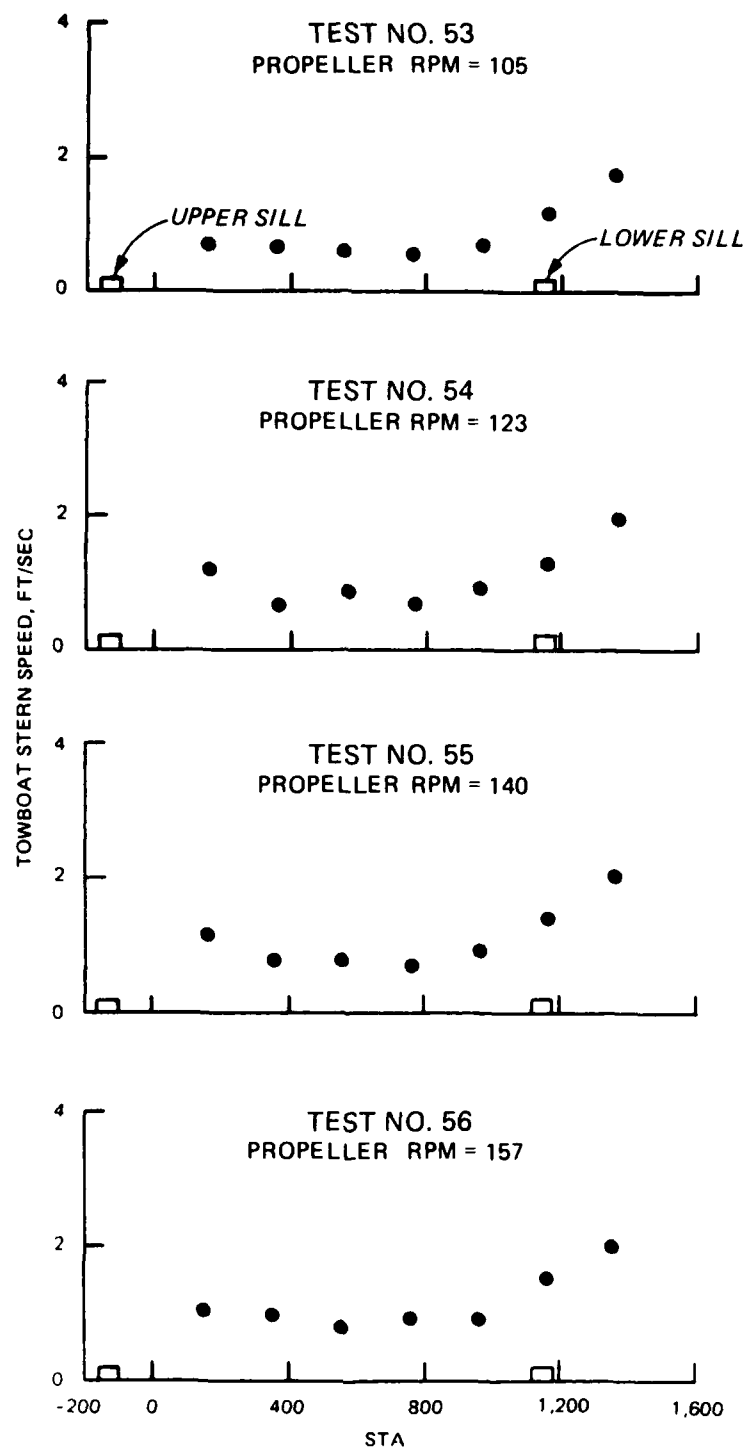 4
TEST NO. 53
PROPELLER RPM = 105
2
UPPER SILL
LOWER SILL
0
4
TEST NO. 54
PROPELLER RPM = 123
2
0
TOWBOAT STERN SPEED, FT/SEC
4
TEST NO. 55
PROPELLER RPM = 140
2
0
4
TEST NO. 56
PROPELLER RPM = 157
2
0
-200 0 400 800 1,200 1,600
STA